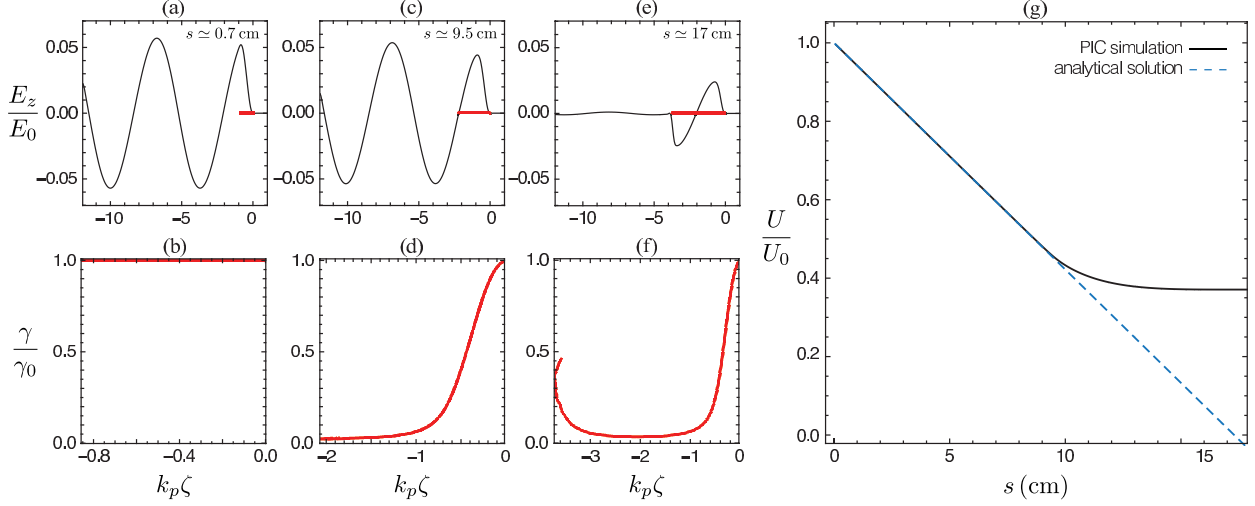 (a)
s ≃ 0.7 cm
0.05
0.00
−0.05
E_z/E_0
−10
−5
0
(c)
s ≃ 9.5 cm
0.05
0.00
−0.05
−10
−5
0
(e)
s ≃ 17 cm
0.05
0.00
−0.05
−10
−5
0
(b)
1.0
0.5
0.0
γ/γ_0
−0.8
−0.4
0.0
k_pζ
(d)
1.0
0.5
0.0
−2
−1
0
k_pζ
(f)
1.0
0.5
0.0
−3
−2
−1
0
k_pζ
(g)
PIC simulation
analytical solution
1.0
0.8
0.6
0.4
0.2
0.0
U/U_0
0
5
10
15
s (cm)